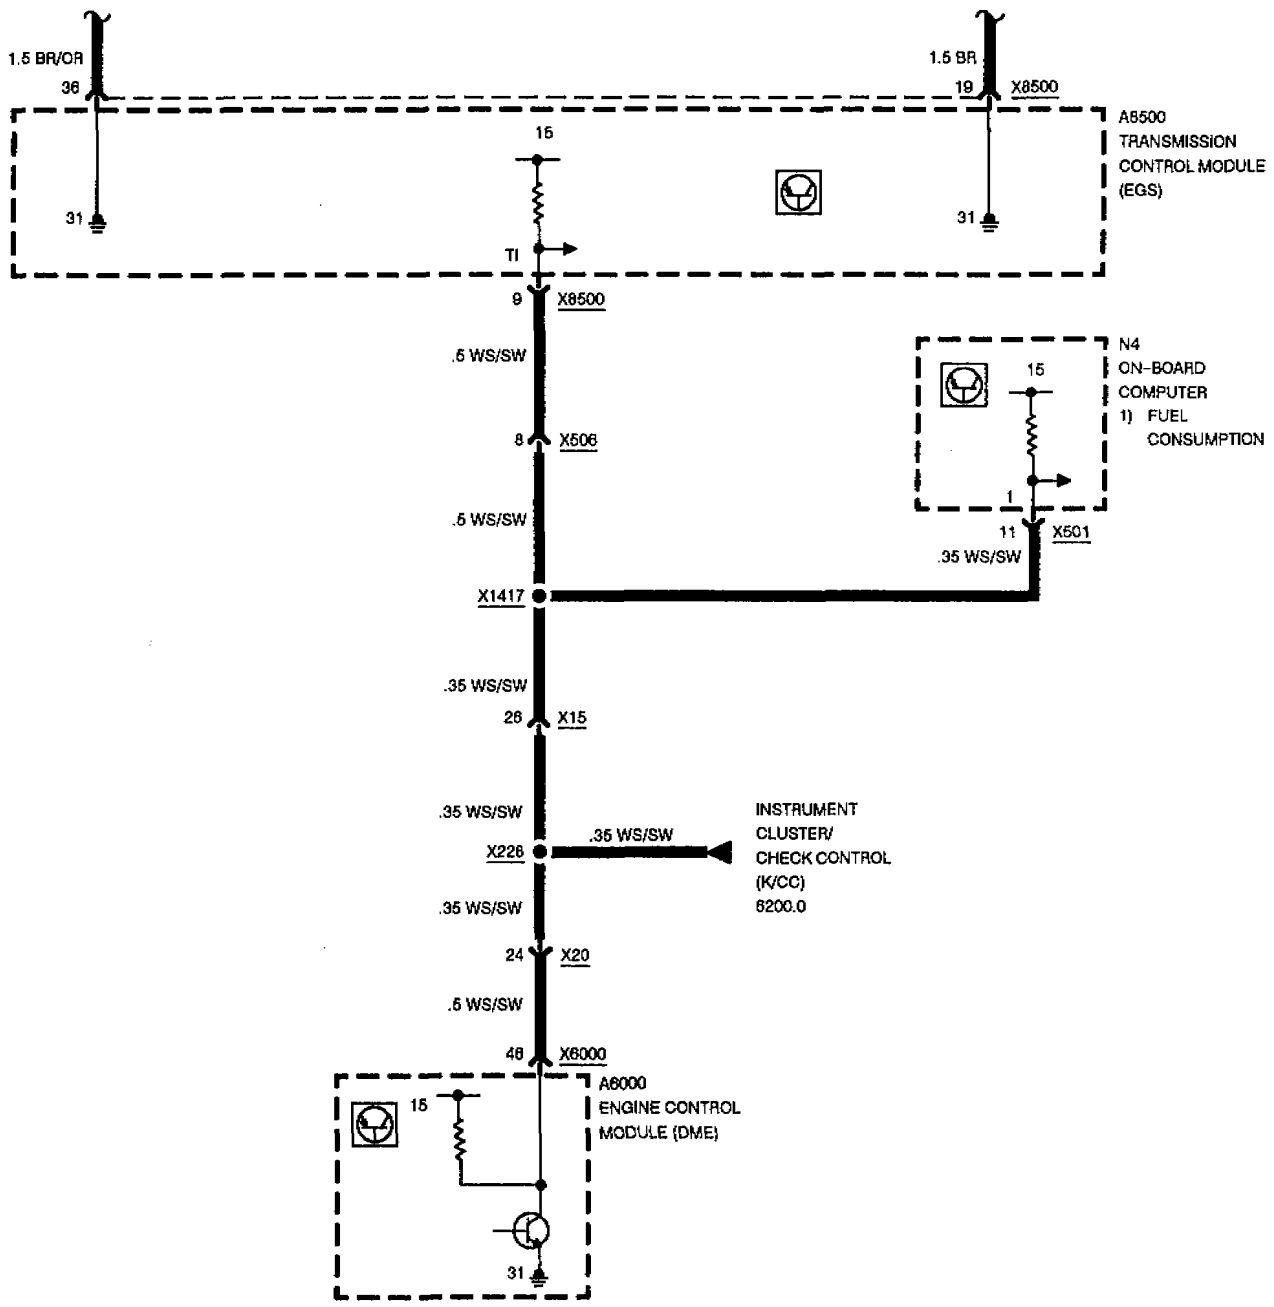 1.5 BR/OR
1.5 BR
36
19
X8500
A8500
TRANSMISSION
CONTROL MODULE
(EGS)
15
31
31
TI
9
X8500
.5 WS/SW
N4
ON-BOARD
COMPUTER
1) FUEL
CONSUMPTION
15
8
X506
1
.5 WS/SW
11
X501
.35 WS/SW
X1417
.35 WS/SW
26
X15
.35 WS/SW
INSTRUMENT
CLUSTER/
CHECK CONTROL
(K/CC)
6200.0
.35 WS/SW
X226
.35 WS/SW
24
X20
.5 WS/SW
46
X6000
A6000
ENGINE CONTROL
MODULE (DME)
15
31